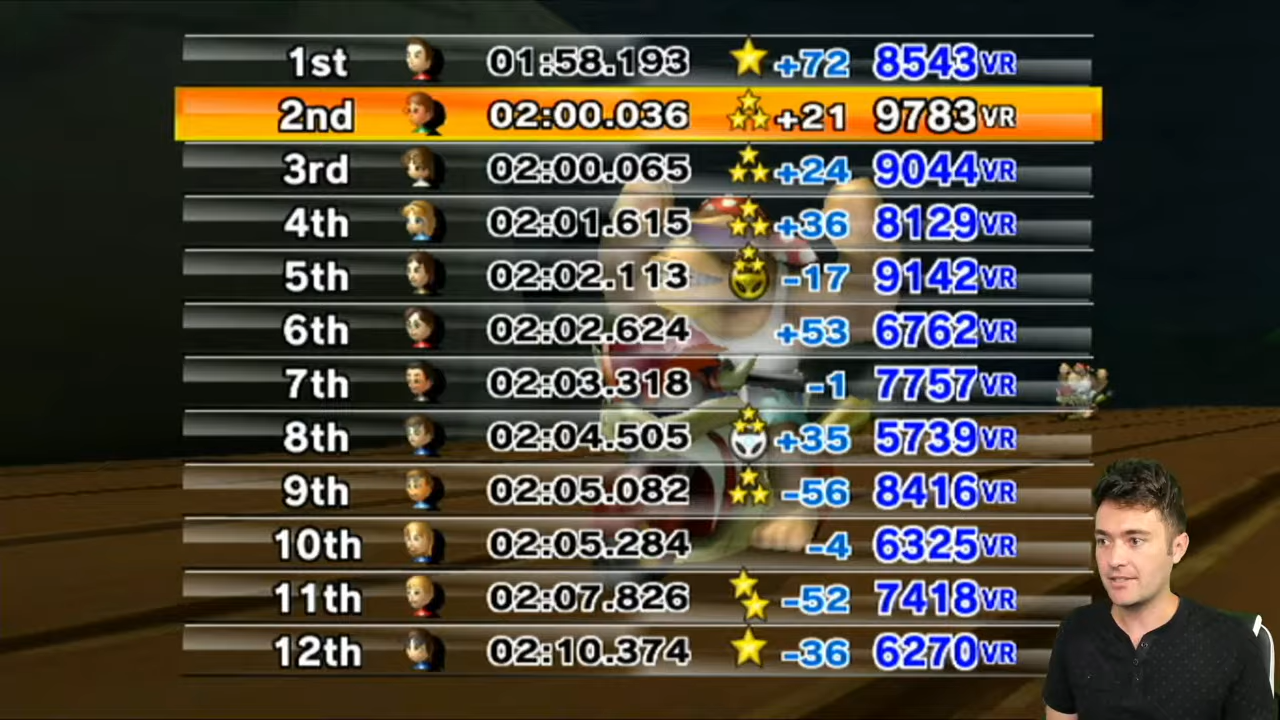 1st 01:58.193 +72 8543VR
2nd 02:00.036 +21 9783VR
3rd 02:00.065 +24 9044VR
4th 02:01.615 +36 8129VR
5th 02:02.113 -17 9142VR
6th 02:02.624 +53 6762VR
7th 02:03.318 -1 7757VR
8th 02:04.505 +35 5739VR
9th 02:05.082 -56 8416VR
10th 02:05.284 -4 6325VR
11th 02:07.826 -52 7418VR
12th 02:10.374 -36 6270VR